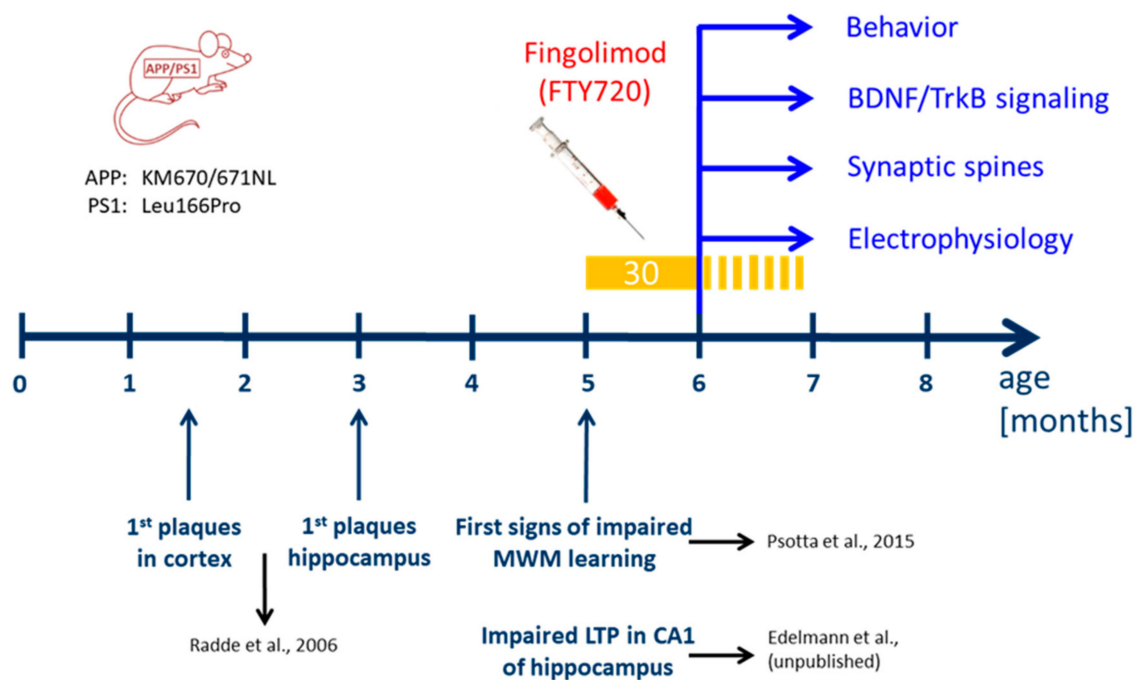 APP/PS1
APP: KM670/671NL
PS1: Leu166Pro
Fingolimod
(FTY720)
Behavior
BDNF/TrkB signaling
Synaptic spines
Electrophysiology
30
0 1 2 3 4 5 6 7 8 age
[months]
1st plaques
in cortex
1st plaques
hippocampus
First signs of impaired
MWM learning
Psotta et al., 2015
Radde et al., 2006
Impaired LTP in CA1
of hippocampus
Edelmann et al.,
(unpublished)